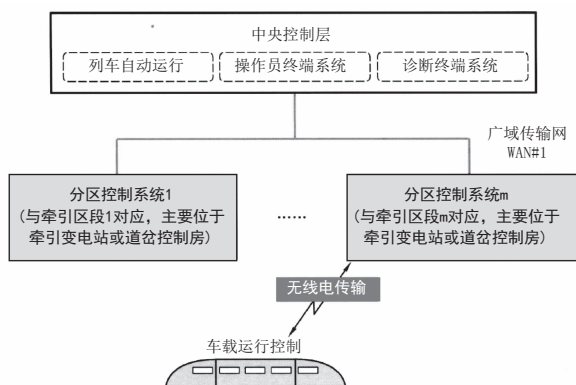 中央控制层
列车自动运行
操作员终端系统
诊断终端系统
广域传输网
WAN#1
分区控制系统1
(与牵引区段1对应，主要位于
牵引变电站或道岔控制房)
......
分区控制系统m
(与牵引区段m对应，主要位于
牵引变电站或道岔控制房)
无线电传输
车载运行控制